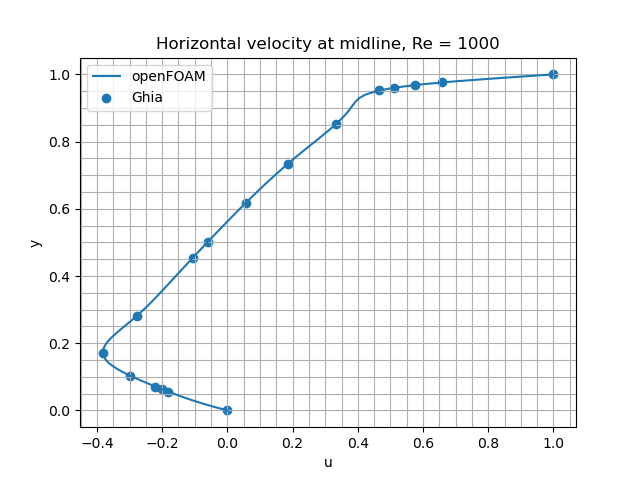 Horizontal velocity at midline, Re = 1000
openFOAM
Ghia
1.0
0.8
0.6
0.4
0.2
0.0
y
−0.4 −0.2 0.0 0.2 0.4 0.6 0.8 1.0
u